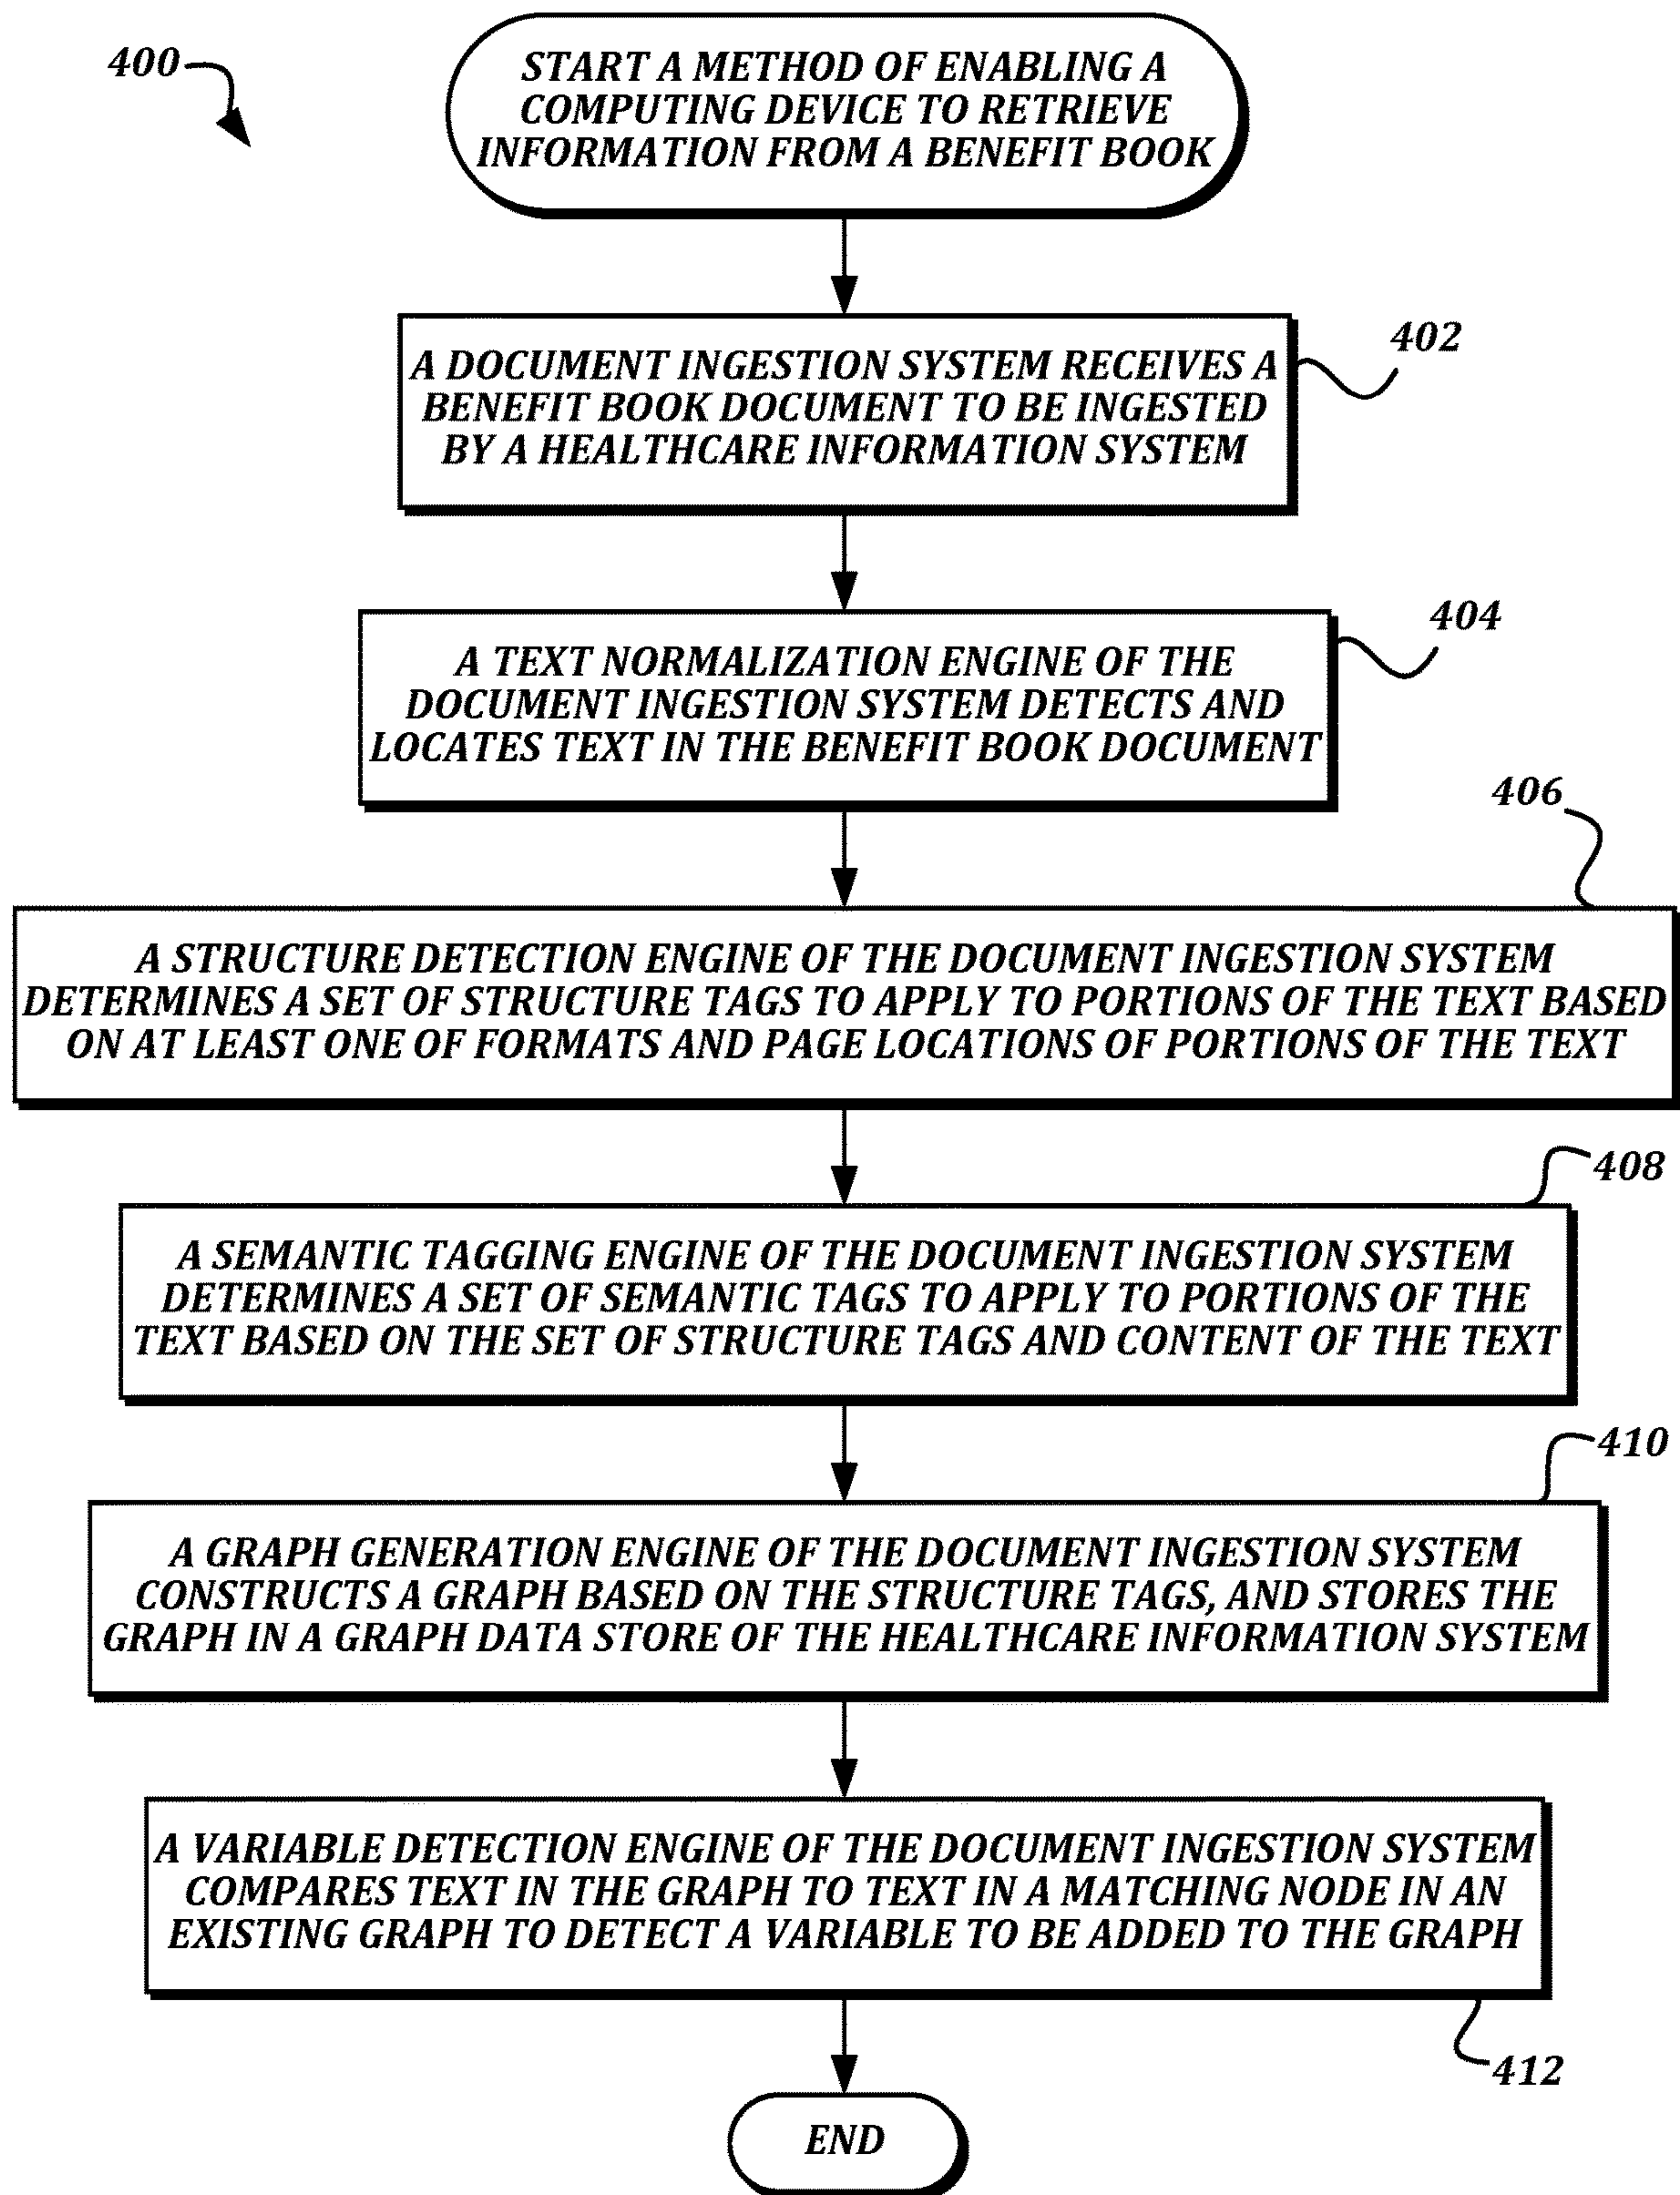 400
START A METHOD OF ENABLING A
COMPUTING DEVICE TO RETRIEVE
INFORMATION FROM A BENEFIT BOOK
402
A DOCUMENT INGESTION SYSTEM RECEIVES A
BENEFIT BOOK DOCUMENT TO BE INGESTED
BY A HEALTHCARE INFORMATION SYSTEM
404
A TEXT NORMALIZATION ENGINE OF THE
DOCUMENT INGESTION SYSTEM DETECTS AND
LOCATES TEXT IN THE BENEFIT BOOK DOCUMENT
406
A STRUCTURE DETECTION ENGINE OF THE DOCUMENT INGESTION SYSTEM
DETERMINES A SET OF STRUCTURE TAGS TO APPLY TO PORTIONS OF THE TEXT BASED
ON AT LEAST ONE OF FORMATS AND PAGE LOCATIONS OF PORTIONS OF THE TEXT
408
A SEMANTIC TAGGING ENGINE OF THE DOCUMENT INGESTION SYSTEM
DETERMINES A SET OF SEMANTIC TAGS TO APPLY TO PORTIONS OF THE
TEXT BASED ON THE SET OF STRUCTURE TAGS AND CONTENT OF THE TEXT
410
A GRAPH GENERATION ENGINE OF THE DOCUMENT INGESTION SYSTEM
CONSTRUCTS A GRAPH BASED ON THE STRUCTURE TAGS, AND STORES THE
GRAPH IN A GRAPH DATA STORE OF THE HEALTHCARE INFORMATION SYSTEM
A VARIABLE DETECTION ENGINE OF THE DOCUMENT INGESTION SYSTEM
COMPARES TEXT IN THE GRAPH TO TEXT IN A MATCHING NODE IN AN
EXISTING GRAPH TO DETECT A VARIABLE TO BE ADDED TO THE GRAPH
412
END